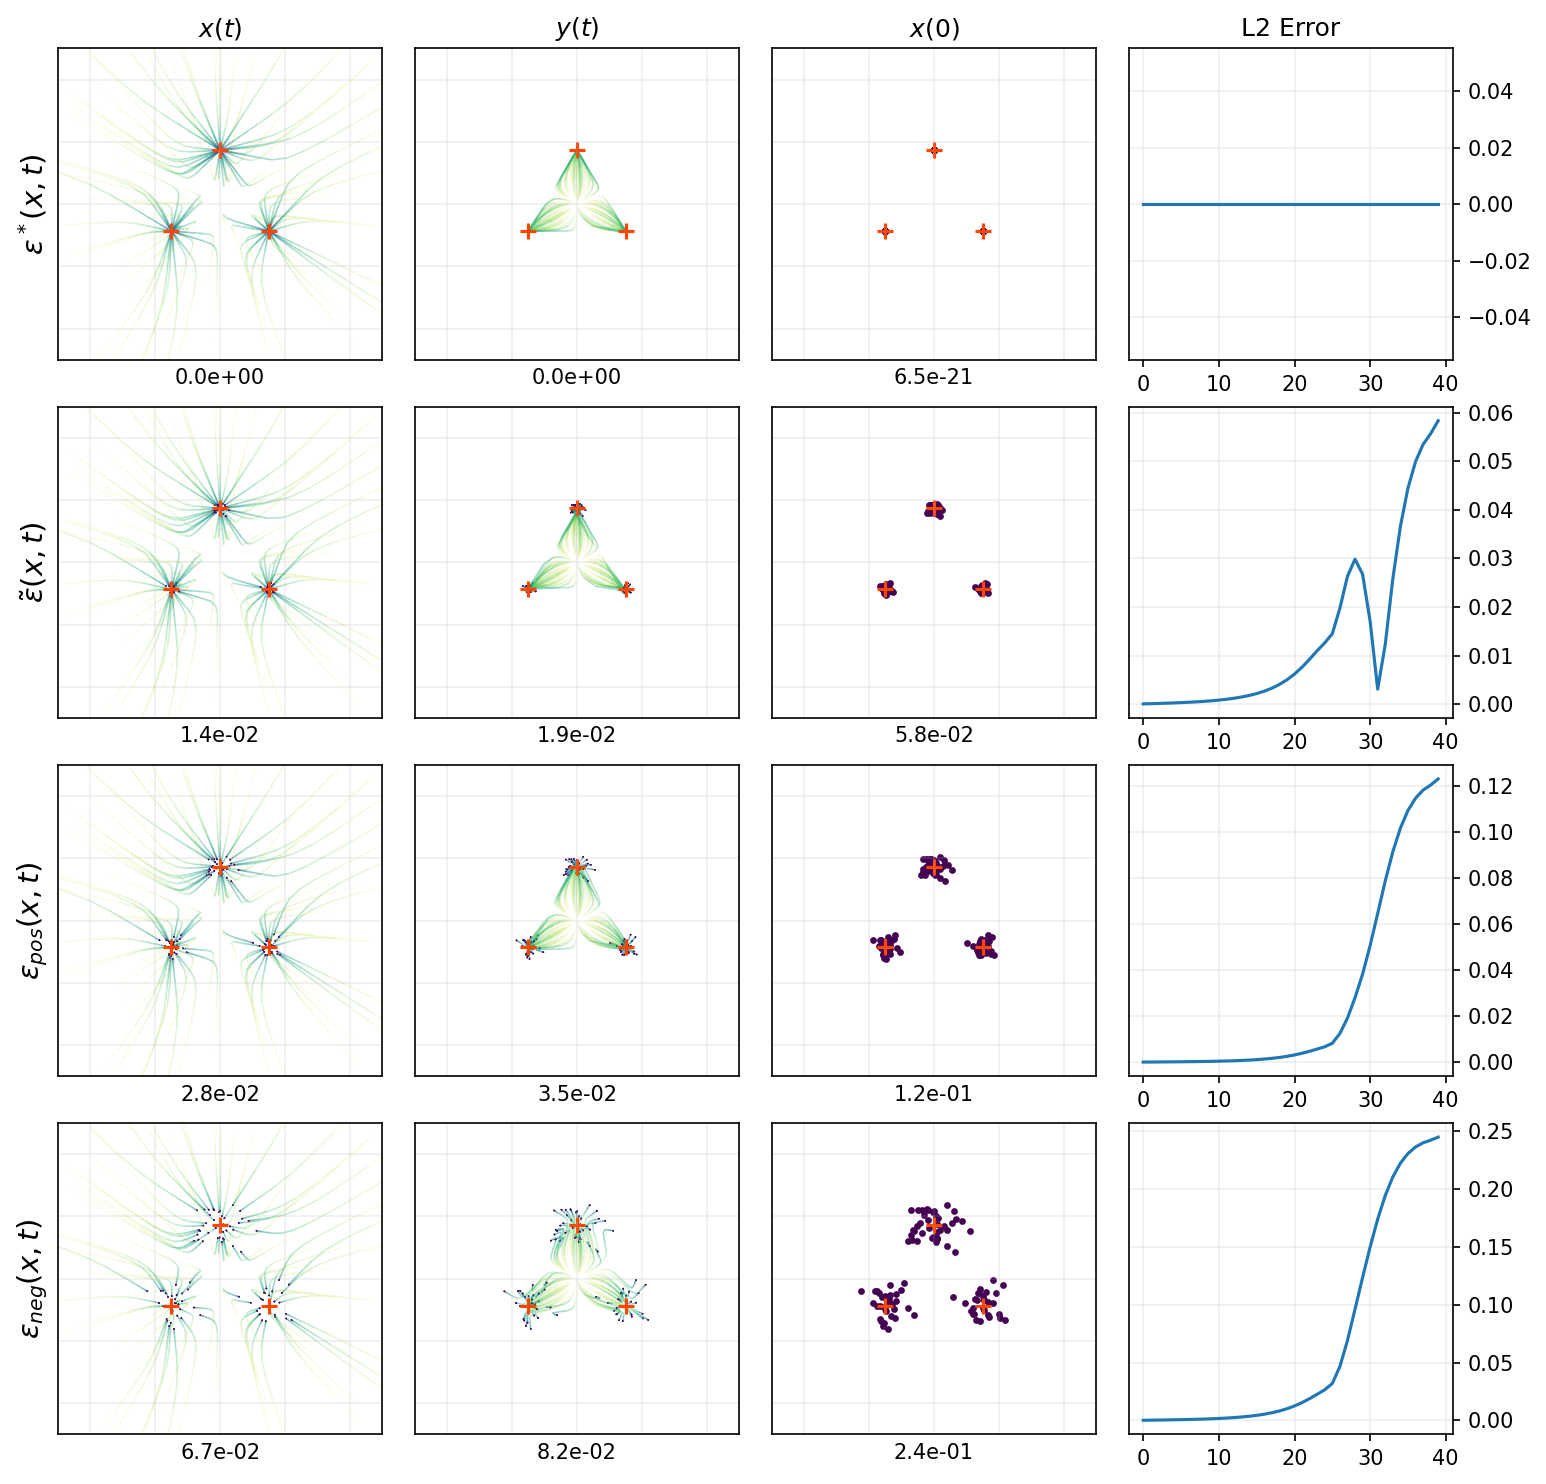 x(t) y(t) x(0) L2 Error
ε*(x, t)
0.04
0.02
0.00
−0.02
−0.04
0 10 20 30 40
0.0e+00 0.0e+00 6.5e-21
ε̃(x, t)
0.06
0.05
0.04
0.03
0.02
0.01
0.00
0 10 20 30 40
1.4e-02 1.9e-02 5.8e-02
ε_pos(x, t)
0.12
0.10
0.08
0.06
0.04
0.02
0.00
0 10 20 30 40
2.8e-02 3.5e-02 1.2e-01
ε_neg(x, t)
0.25
0.20
0.15
0.10
0.05
0.00
0 10 20 30 40
6.7e-02 8.2e-02 2.4e-01